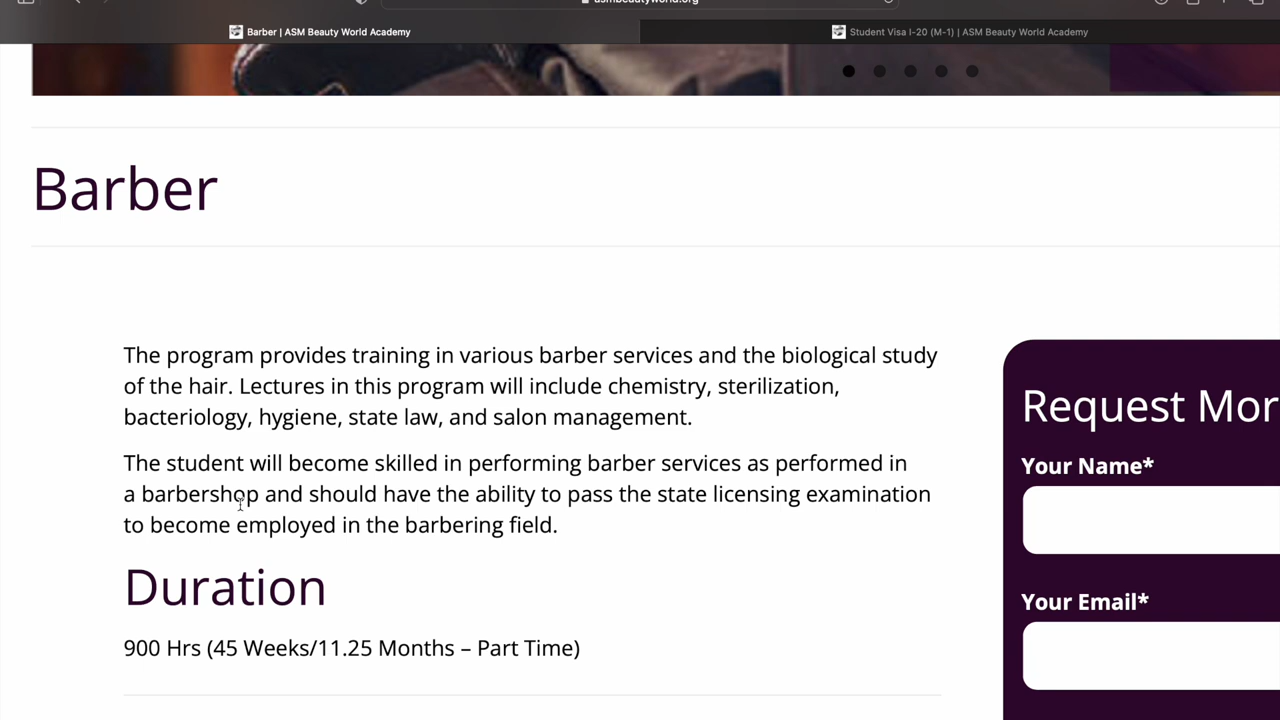 asmbeautyworld.org
Barber | ASM Beauty World Academy
Student Visa I-20 (M-1) | ASM Beauty World Academy
Barber
The program provides training in various barber services and the biological study
of the hair. Lectures in this program will include chemistry, sterilization,
bacteriology, hygiene, state law, and salon management.
The student will become skilled in performing barber services as performed in
a barbershop and should have the ability to pass the state licensing examination
to become employed in the barbering field.
Duration
900 Hrs (45 Weeks/11.25 Months – Part Time)
Request Mor
Your Name*
Your Email*